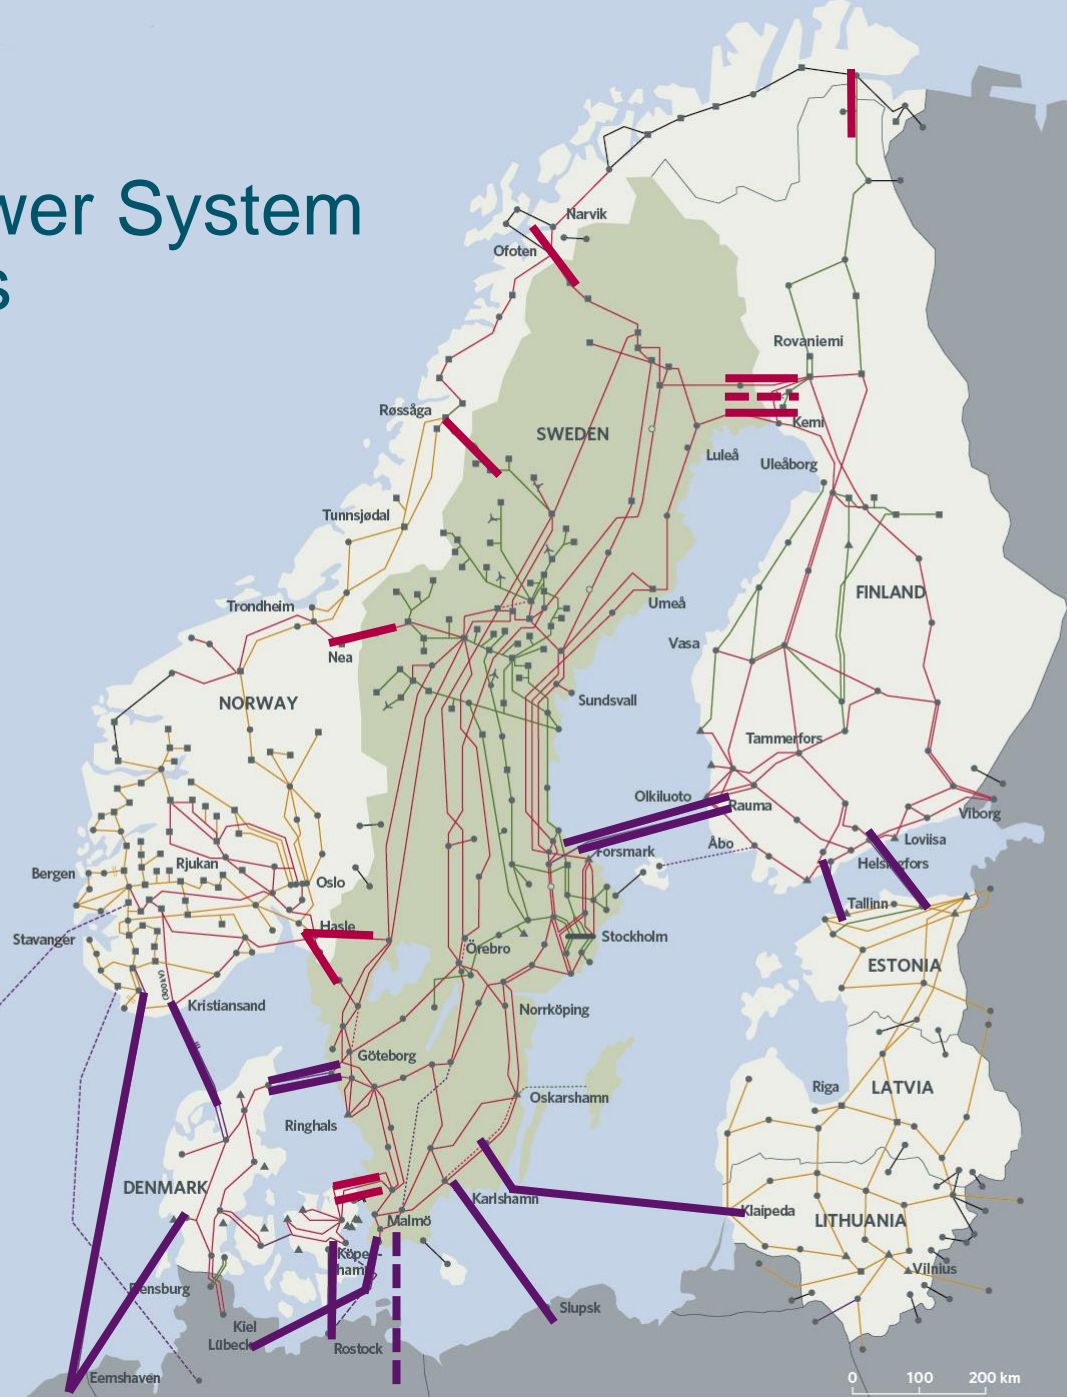 wer System
s
Narvik
Ofoten
Rovaniemi
Røssåga
SWEDEN
Kemi
Luleå
Uleåborg
Tunnsjødal
FINLAND
Trondheim
Umeå
Vasa
Nea
NORWAY
Sundsvall
Tammerfors
Olkiluoto
Rauma
Viborg
Åbo
Loviisa
Forsmark
Rjukan
Helsingfors
Bergen
Oslo
Tallinn
Hasle
Stavanger
Stockholm
Örebro
ESTONIA
Kristiansand
Norrköping
Göteborg
Riga
LATVIA
Oskarshamn
Ringhals
DENMARK
Karlshamn
Klaipeda
Malmö
LITHUANIA
Köpen-
hamn
Vilnius
Flensburg
Slupsk
Kiel
Lübeck
Rostock
Eemshaven
0 100 200 km